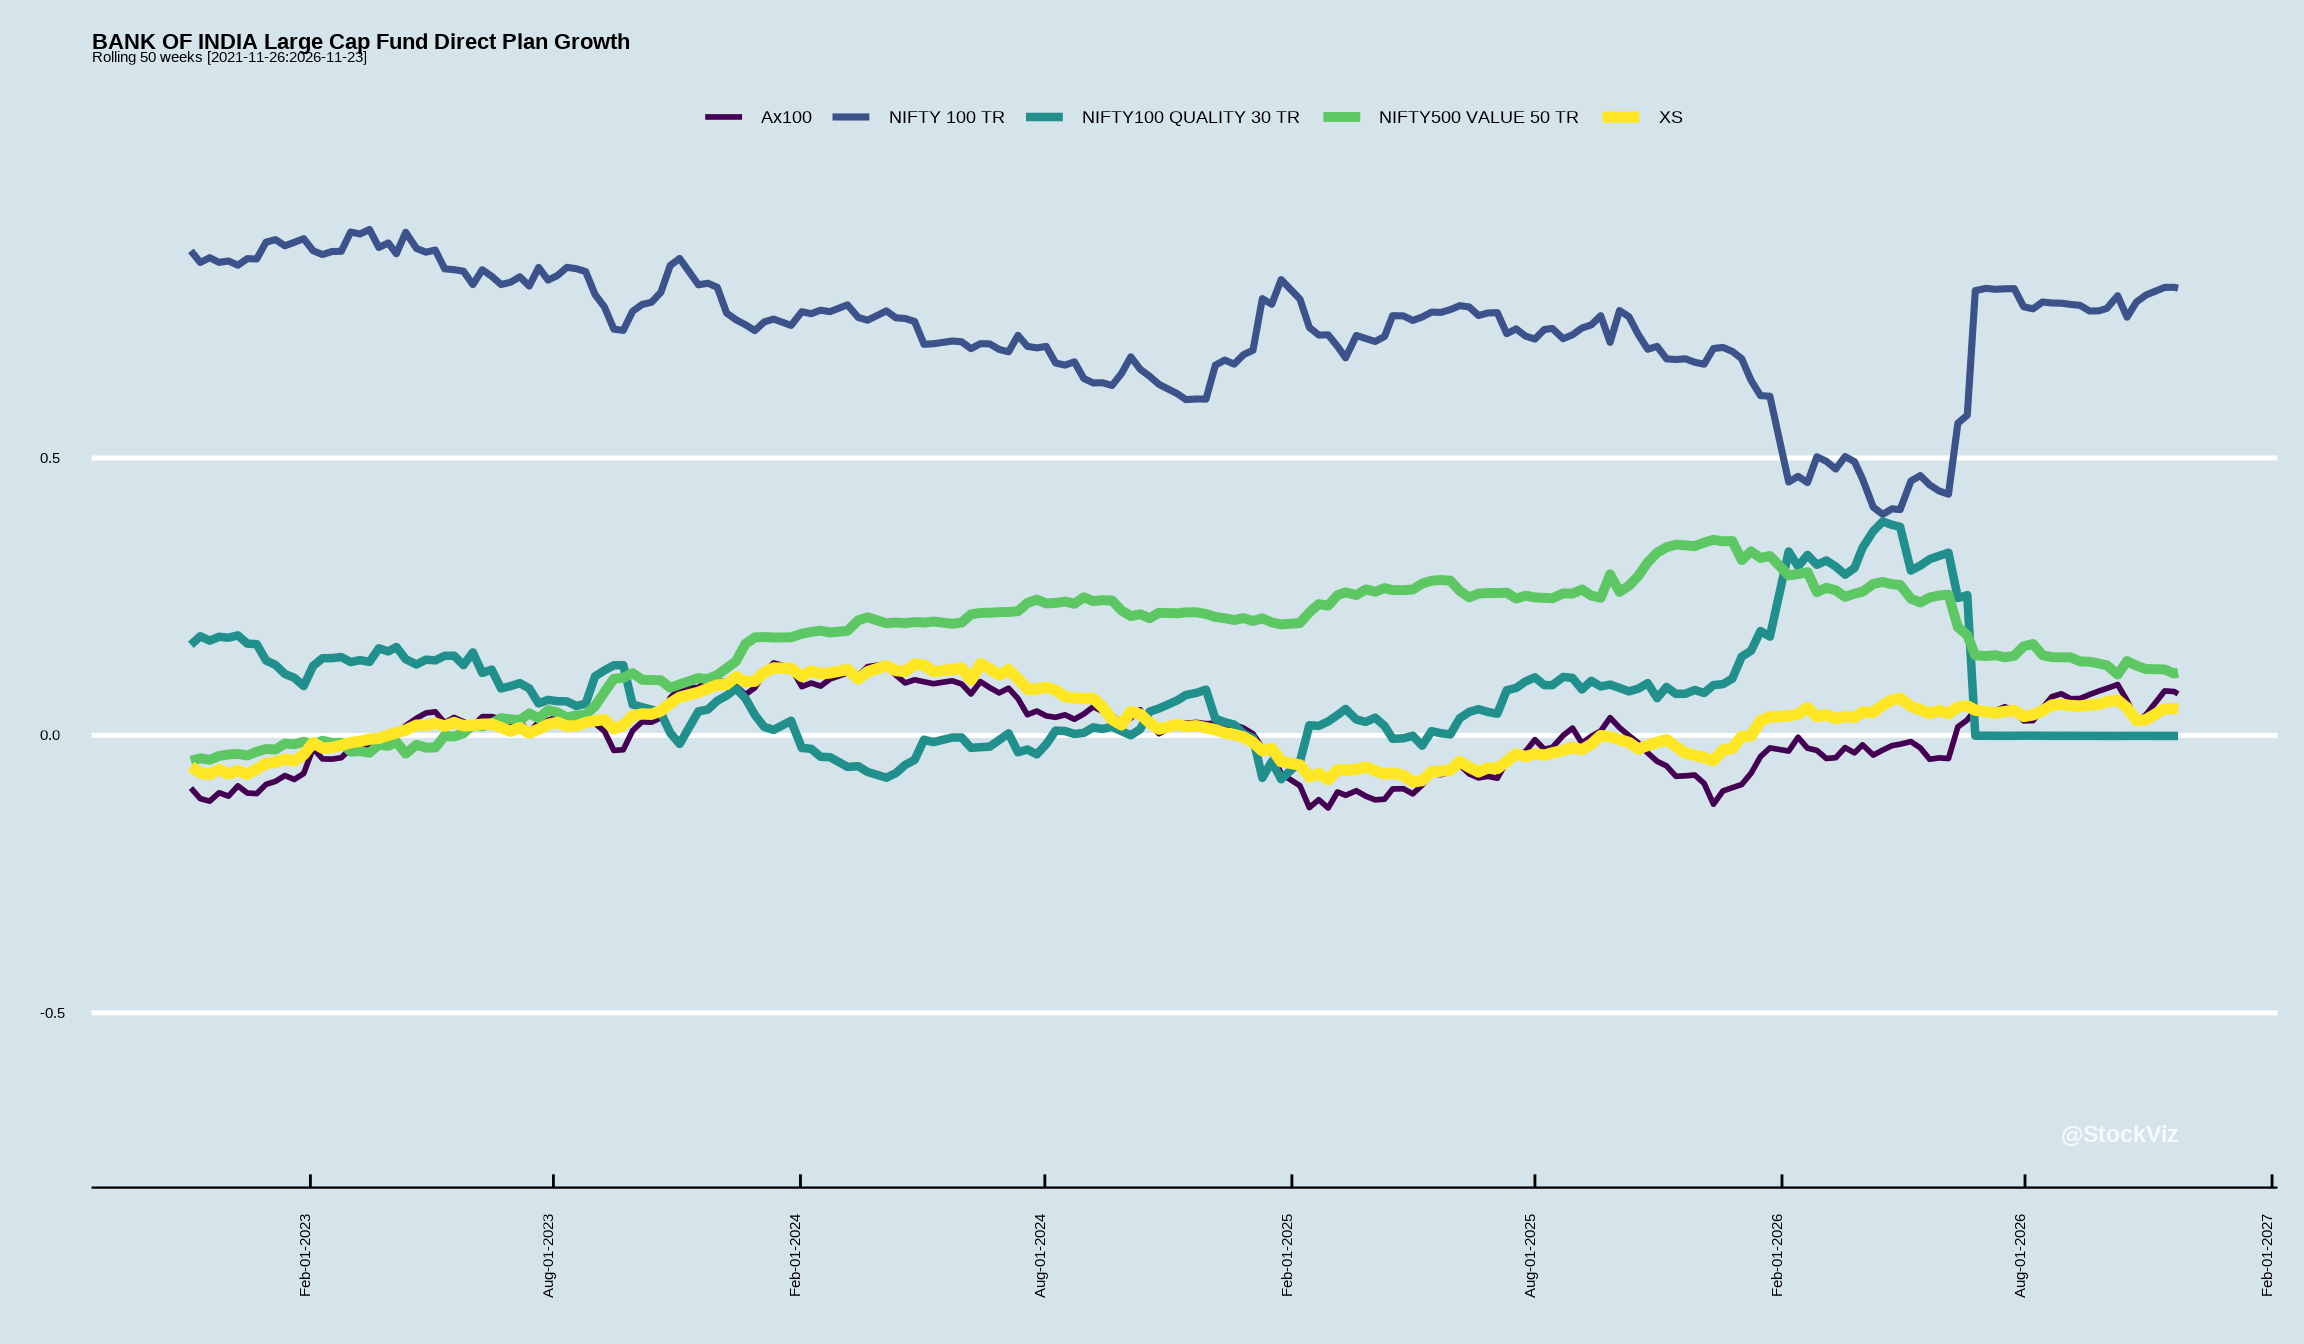 BANK OF INDIA Large Cap Fund Direct Plan Growth
Rolling 50 weeks [2021-11-26:2026-11-23]
Ax100 NIFTY 100 TR NIFTY100 QUALITY 30 TR NIFTY500 VALUE 50 TR XS
0.5
0.0
-0.5
@StockViz
Feb-01-2023
Aug-01-2023
Feb-01-2024
Aug-01-2024
Feb-01-2025
Aug-01-2025
Feb-01-2026
Aug-01-2026
Feb-01-2027